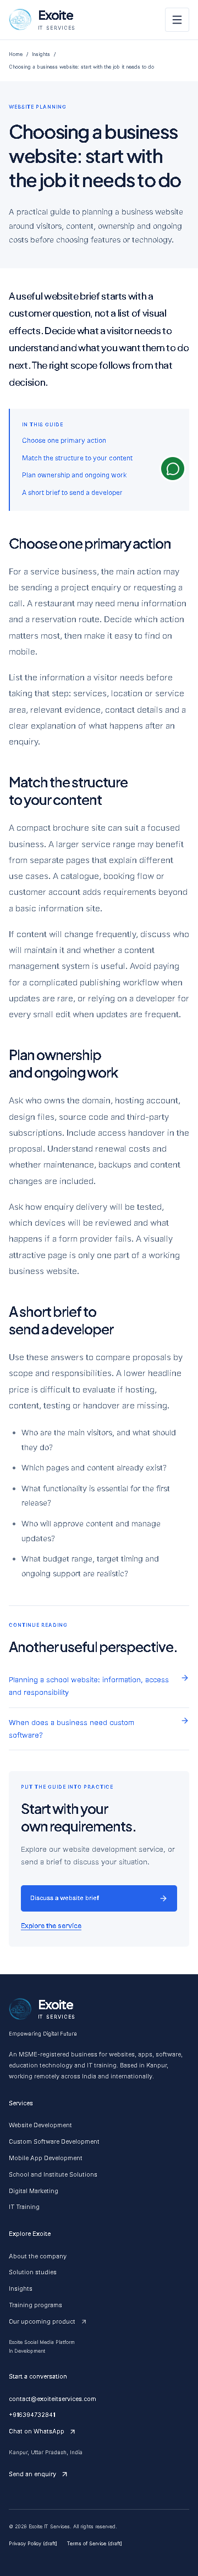 Exoite
IT SERVICES
Home / Insights /
Choosing a business website: start with the job it needs to do
WEBSITE PLANNING
Choosing a business
website: start with
the job it needs to do
A practical guide to planning a business website
around visitors, content, ownership and ongoing
costs before choosing features or technology.
A useful website brief starts with a
customer question, not a list of visual
effects. Decide what a visitor needs to
understand and what you want them to do
next. The right scope follows from that
decision.
IN THIS GUIDE
Choose one primary action
Match the structure to your content
Plan ownership and ongoing work
A short brief to send a developer
Choose one primary action
For a service business, the main action may
be sending a project enquiry or requesting a
call. A restaurant may need menu information
and a reservation route. Decide which action
matters most, then make it easy to find on
mobile.
List the information a visitor needs before
taking that step: services, location or service
area, relevant evidence, contact details and a
clear explanation of what happens after an
enquiry.
Match the structure
to your content
A compact brochure site can suit a focused
business. A larger service range may benefit
from separate pages that explain different
use cases. A catalogue, booking flow or
customer account adds requirements beyond
a basic information site.
If content will change frequently, discuss who
will maintain it and whether a content
management system is useful. Avoid paying
for a complicated publishing workflow when
updates are rare, or relying on a developer for
every small edit when updates are frequent.
Plan ownership
and ongoing work
Ask who owns the domain, hosting account,
design files, source code and third-party
subscriptions. Include access handover in the
proposal. Understand renewal costs and
whether maintenance, backups and content
changes are included.
Ask how enquiry delivery will be tested,
which devices will be reviewed and what
happens if a form provider fails. A visually
attractive page is only one part of a working
business website.
A short brief to
send a developer
Use these answers to compare proposals by
scope and responsibilities. A lower headline
price is difficult to evaluate if hosting,
content, testing or handover are missing.
• Who are the main visitors, and what should
they do?
• Which pages and content already exist?
• What functionality is essential for the first
release?
• Who will approve content and manage
updates?
• What budget range, target timing and
ongoing support are realistic?
CONTINUE READING
Another useful perspective.
Planning a school website: information, access
and responsibility
When does a business need custom
software?
PUT THE GUIDE INTO PRACTICE
Start with your
own requirements.
Explore our website development service, or
send a brief to discuss your situation.
Discuss a website brief
Explore the service
Exoite
IT SERVICES
Empowering Digital Future
An MSME-registered business for websites, apps, software,
education technology and IT training. Based in Kanpur,
working remotely across India and internationally.
Services
Website Development
Custom Software Development
Mobile App Development
School and Institute Solutions
Digital Marketing
IT Training
Explore Exoite
About the company
Solution studies
Insights
Training programs
Our upcoming product
Exoite Social Media Platform
In Development
Start a conversation
contact@exoiteitservices.com
+916394732841
Chat on WhatsApp
Kanpur, Uttar Pradesh, India
Send an enquiry
© 2026 Exoite IT Services. All rights reserved.
Privacy Policy (draft) Terms of Service (draft)